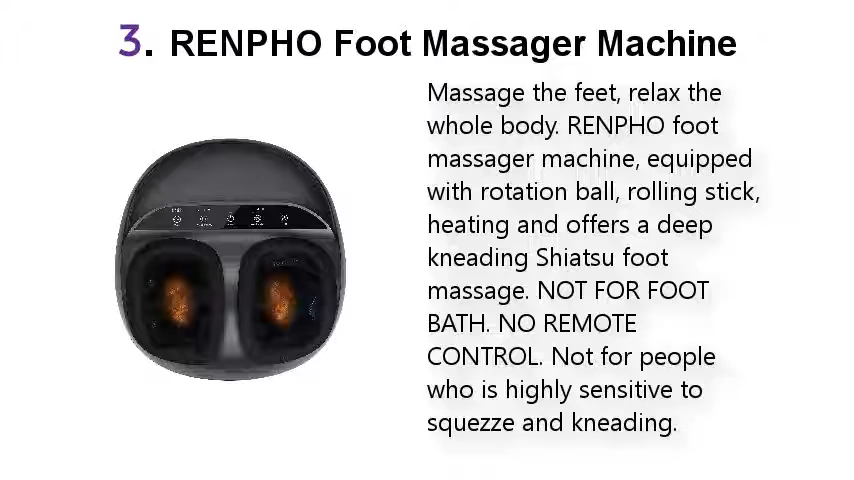 3. RENPHO Foot Massager Machine
Massage the feet, relax the
whole body. RENPHO foot
massager machine, equipped
with rotation ball, rolling stick,
heating and offers a deep
kneading Shiatsu foot
massage. NOT FOR FOOT
BATH. NO REMOTE
CONTROL. Not for people
who is highly sensitive to
squezze and kneading.